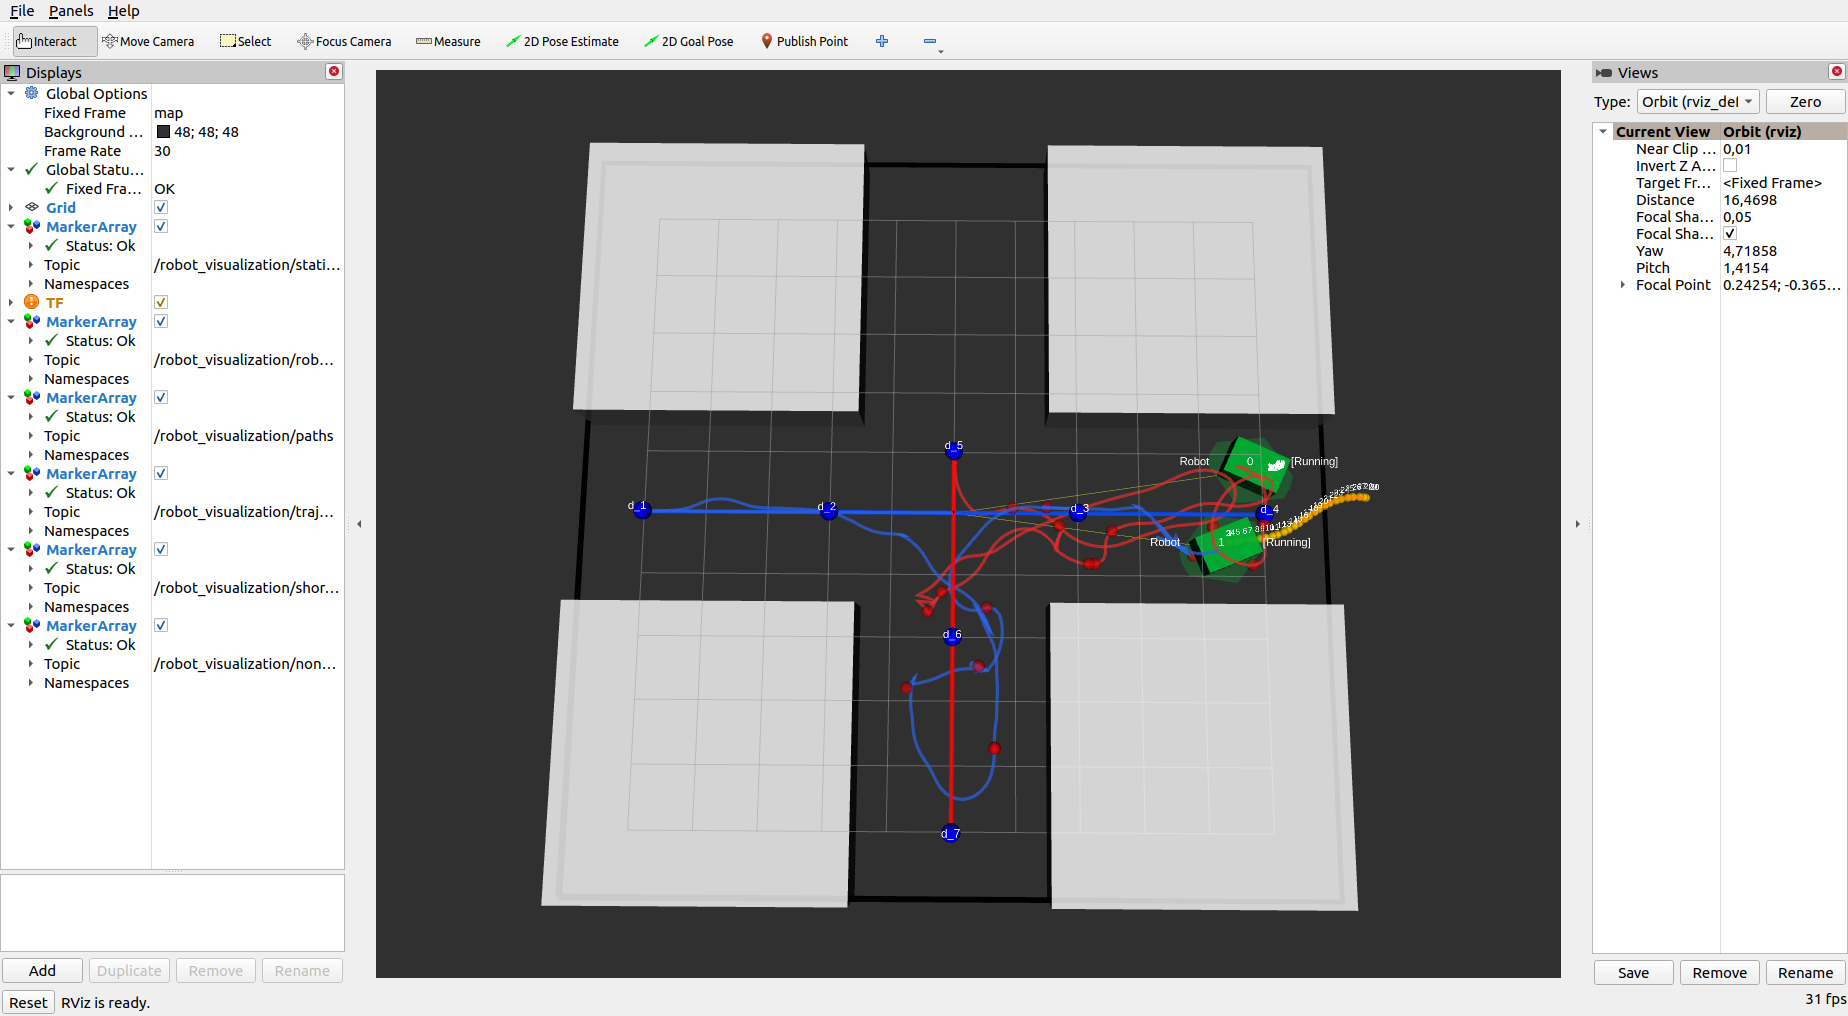 File Panels Help
Interact Move Camera Select Focus Camera Measure 2D Pose Estimate 2D Goal Pose Publish Point
Displays
Global Options
Fixed Frame map
Background ... 48; 48; 48
Frame Rate 30
Global Statu...
Fixed Fra... OK
Grid
MarkerArray
Status: Ok
Topic /robot_visualization/stati...
Namespaces
TF
MarkerArray
Status: Ok
Topic /robot_visualization/rob...
Namespaces
MarkerArray
Status: Ok
Topic /robot_visualization/paths
Namespaces
MarkerArray
Status: Ok
Topic /robot_visualization/traj...
Namespaces
MarkerArray
Status: Ok
Topic /robot_visualization/shor...
Namespaces
MarkerArray
Status: Ok
Topic /robot_visualization/non...
Namespaces
Add Duplicate Remove Rename
Reset RViz is ready.
d_5
Robot 0 [Running]
d_1 d_2 d_3 d_4
Robot 1 [Running]
d_6
d_7
Views
Type: Orbit (rviz_del Zero
Current View Orbit (rviz)
Near Clip ... 0,01
Invert Z A...
Target Fr... <Fixed Frame>
Distance 16,4698
Focal Sha... 0,05
Focal Sha...
Yaw 4,71858
Pitch 1,4154
Focal Point 0.24254; -0.365...
Save Remove Rename
31 fps